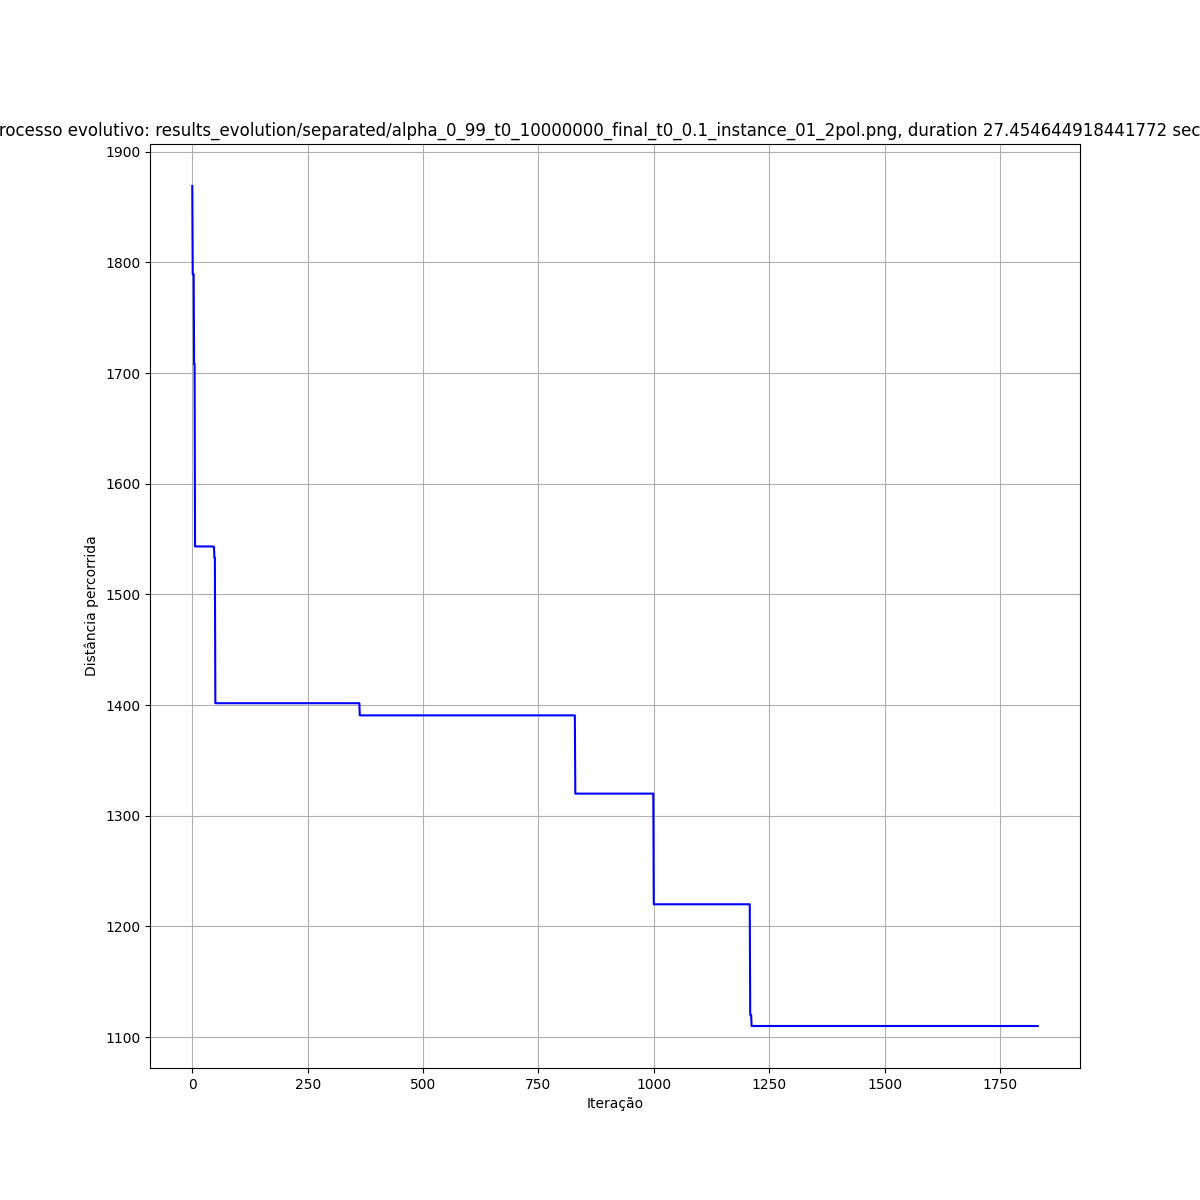 rocesso evolutivo: results_evolution/separated/alpha_0_99_t0_10000000_final_t0_0.1_instance_01_2pol.png, duration 27.454644918441772 sec
1900
1800
1700
1600
1500
1400
1300
1200
1100
Distância percorrida
0 250 500 750 1000 1250 1500 1750
Iteração